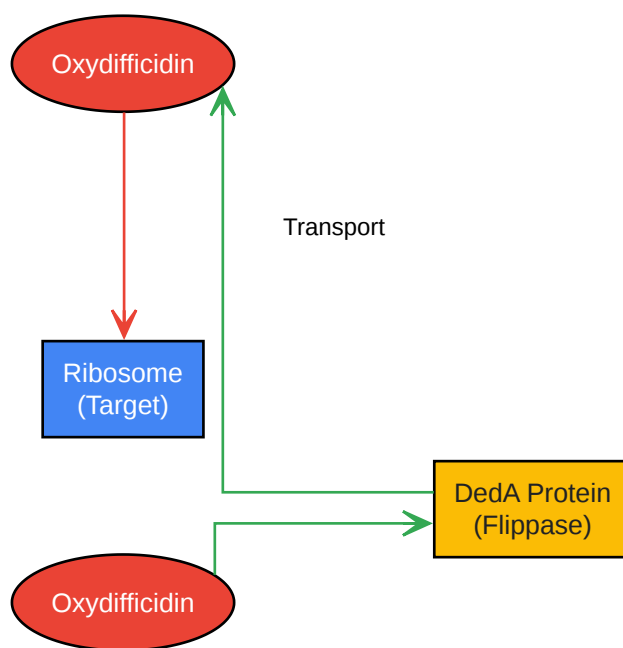 Oxydifficidin
Transport
Ribosome
(Target)
DedA Protein
(Flippase)
Oxydifficidin